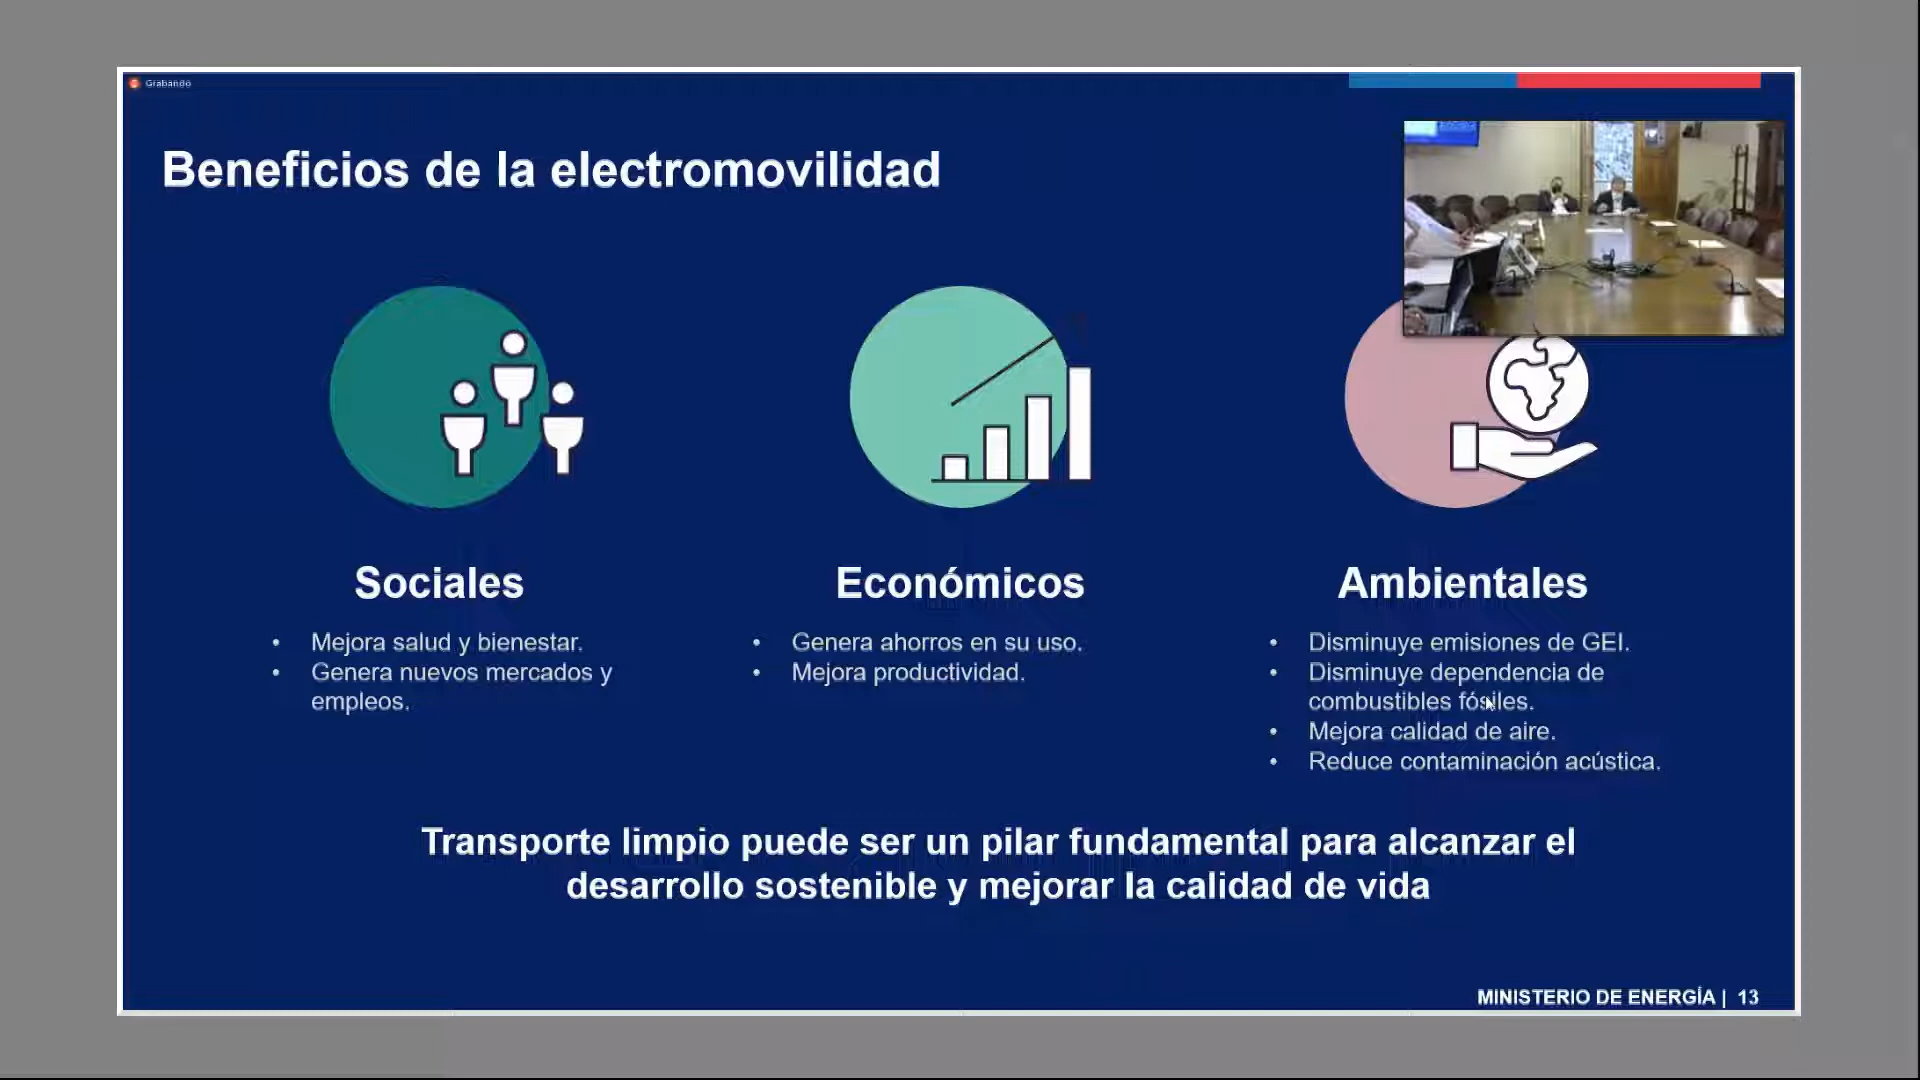 Grabando
Beneficios de la electromovilidad
Sociales
• Mejora salud y bienestar.
• Genera nuevos mercados y
empleos.
Económicos
• Genera ahorros en su uso.
• Mejora productividad.
Ambientales
• Disminuye emisiones de GEI.
• Disminuye dependencia de
combustibles fósiles.
• Mejora calidad de aire.
• Reduce contaminación acústica.
Transporte limpio puede ser un pilar fundamental para alcanzar el
desarrollo sostenible y mejorar la calidad de vida
MINISTERIO DE ENERGÍA | 13